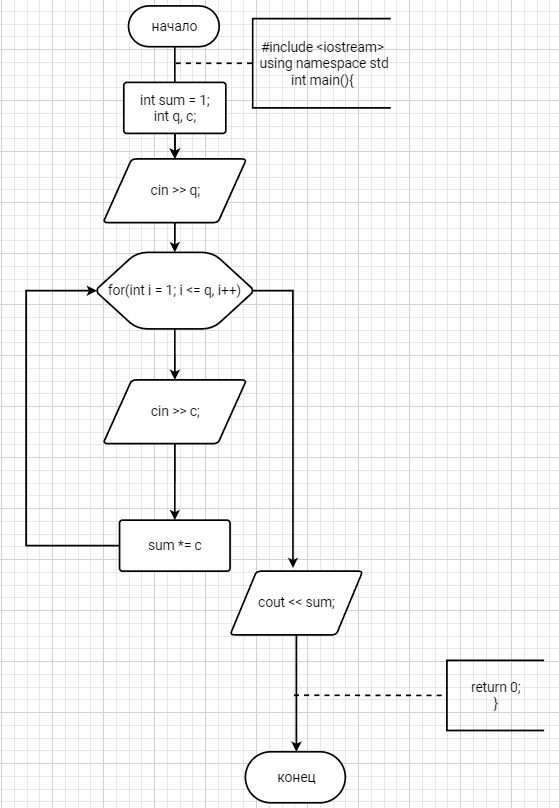 начало
#include <iostream>
using namespace std
int main(){
int sum = 1;
int q, c;
cin >> q;
for(int i = 1; i <= q, i++)
cin >> c;
sum *= c
cout << sum;
return 0;
}
конец